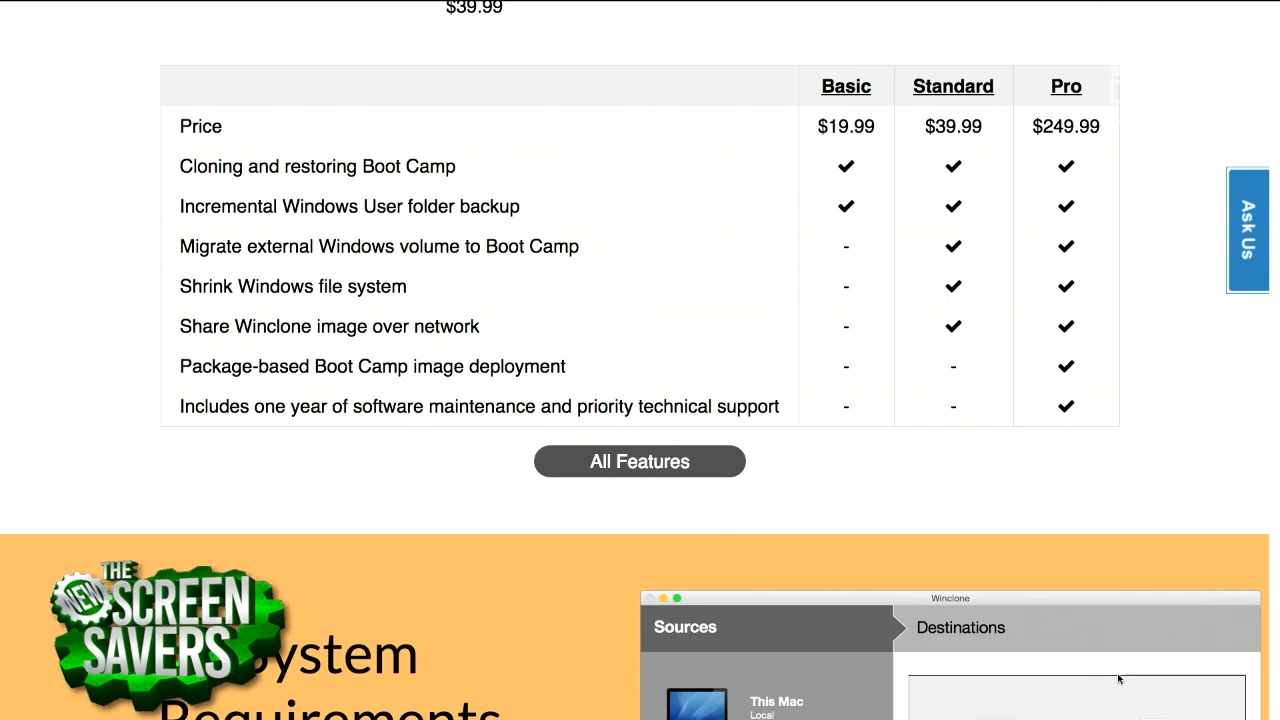 $39.99
Basic Standard Pro
Price $19.99 $39.99 $249.99
Cloning and restoring Boot Camp
Incremental Windows User folder backup
Migrate external Windows volume to Boot Camp -
Shrink Windows file system -
Share Winclone image over network -
Package-based Boot Camp image deployment - -
Includes one year of software maintenance and priority technical support - -
Ask Us
All Features
THE
NEW
SCREEN
SAVERS
System
Requirements
Winclone
Sources
Destinations
This Mac
Local